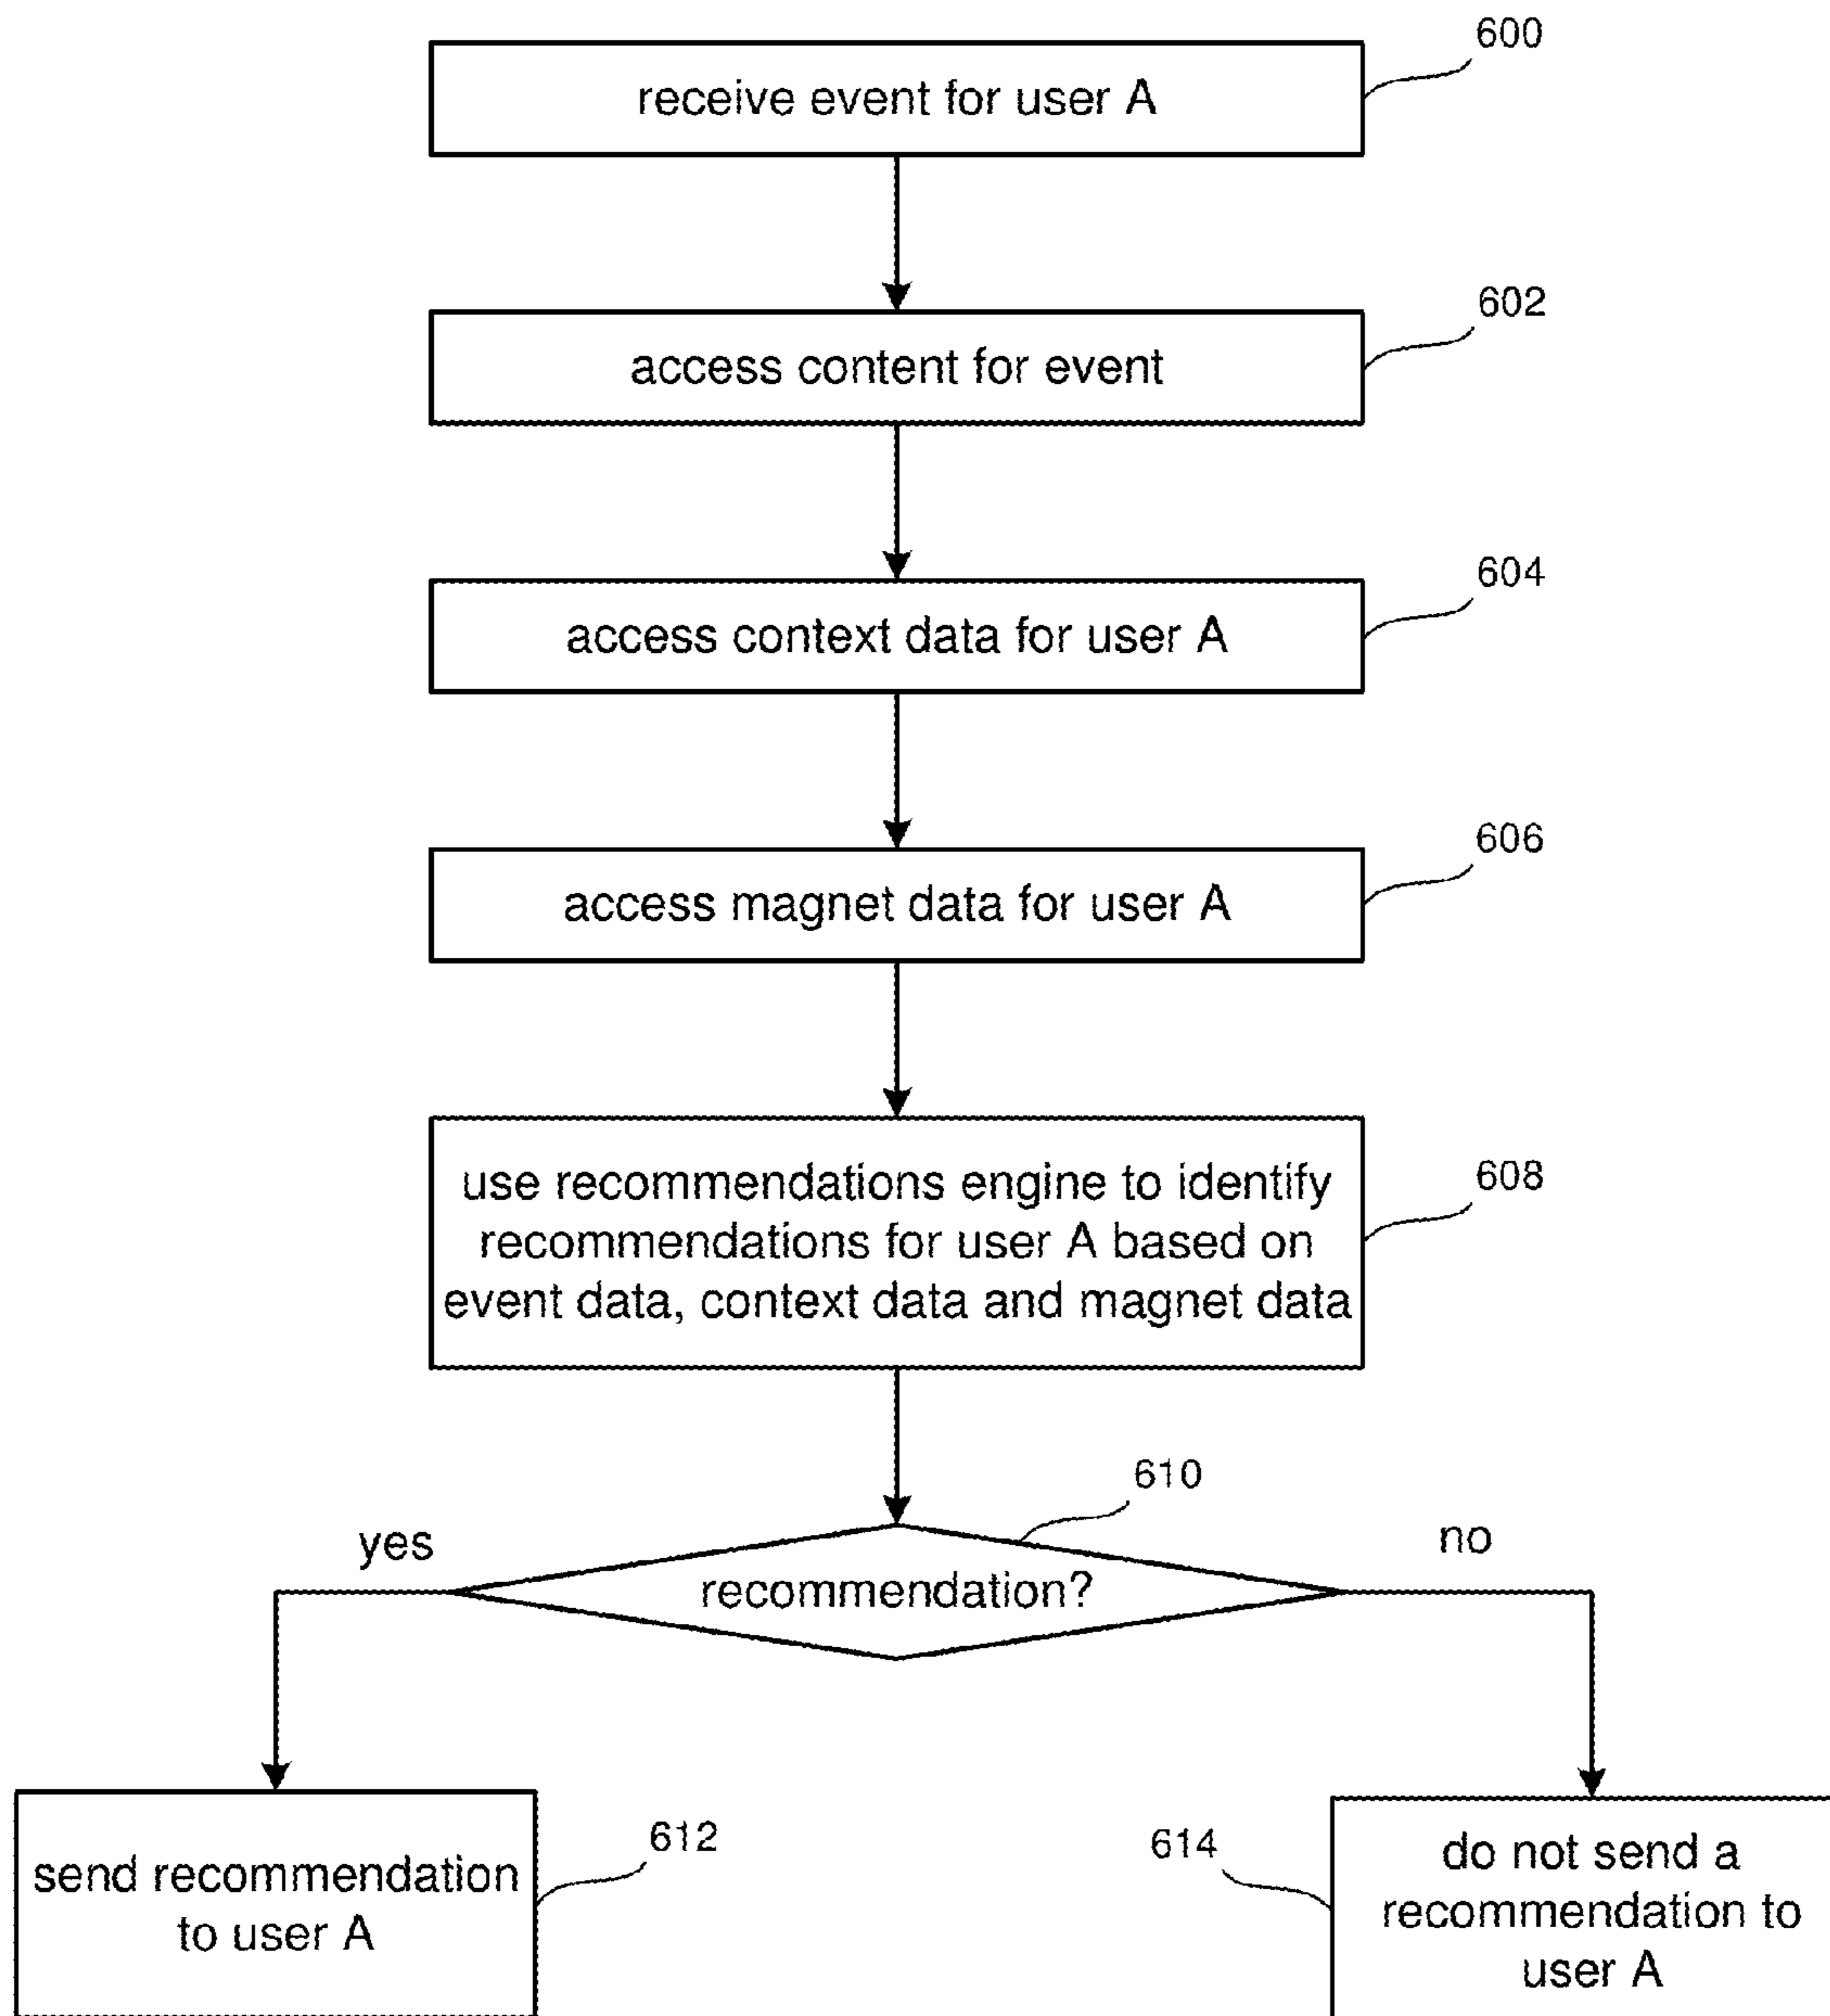 600
receive event for user A
602
access content for event
604
access context data for user A
606
access magnet data for user A
608
use recommendations engine to identify
recommendations for user A based on
event data, context data and magnet data
610
yes
no
recommendation?
612
send recommendation
to user A
614
do not send a
recommendation to
user A